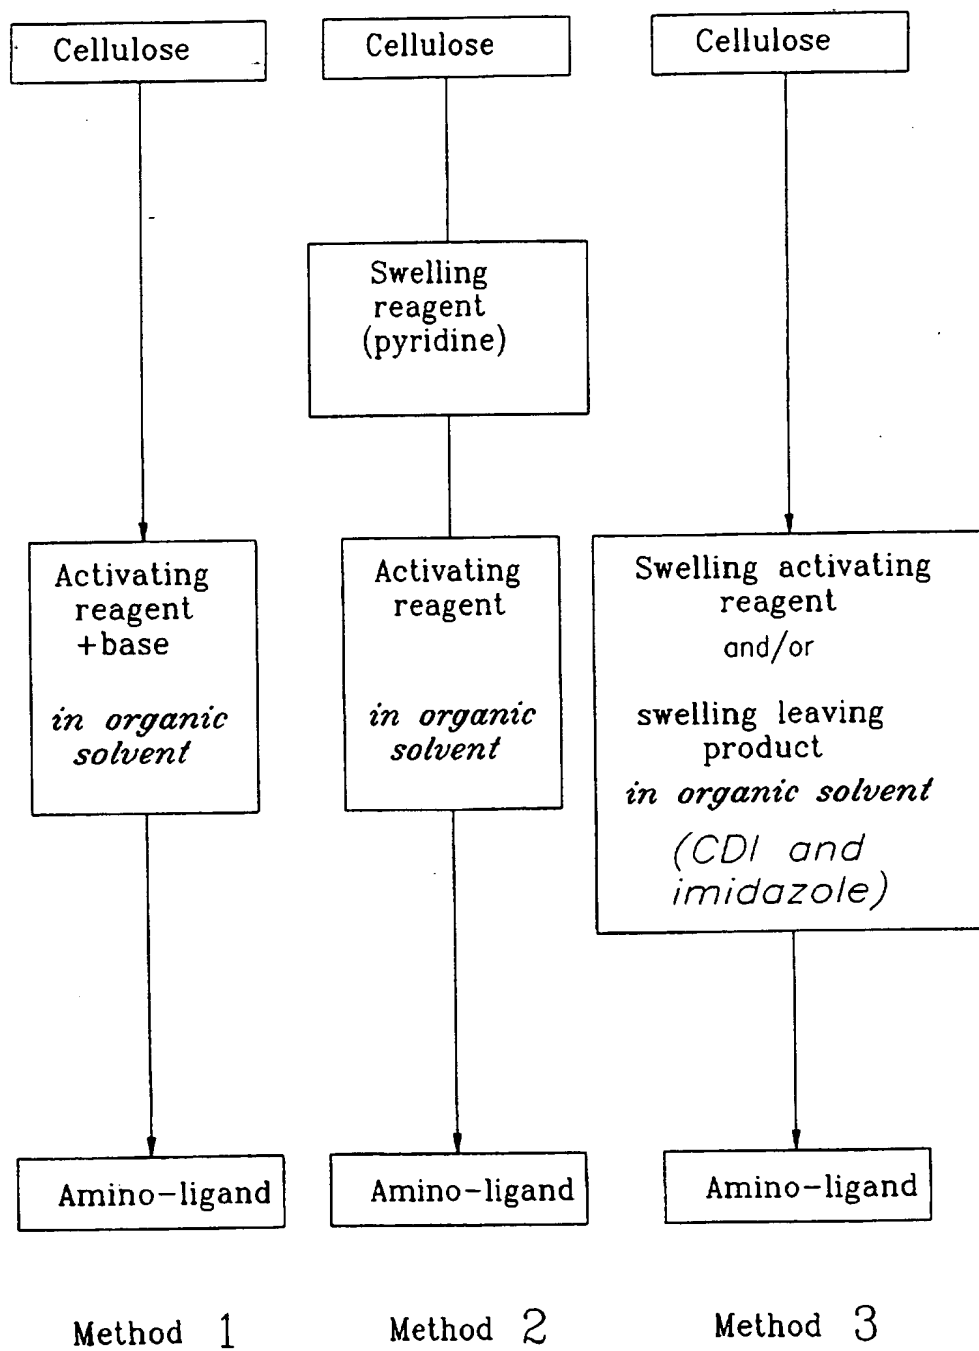 Cellulose
Activating
reagent
+base
in organic
solvent
Amino-ligand
Method 1
Cellulose
Swelling
reagent
(pyridine)
Activating
reagent
in organic
solvent
Amino-ligand
Method 2
Cellulose
Swelling activating
reagent
and/or
swelling leaving
product
in organic solvent
(CDI and
imidazole)
Amino-ligand
Method 3